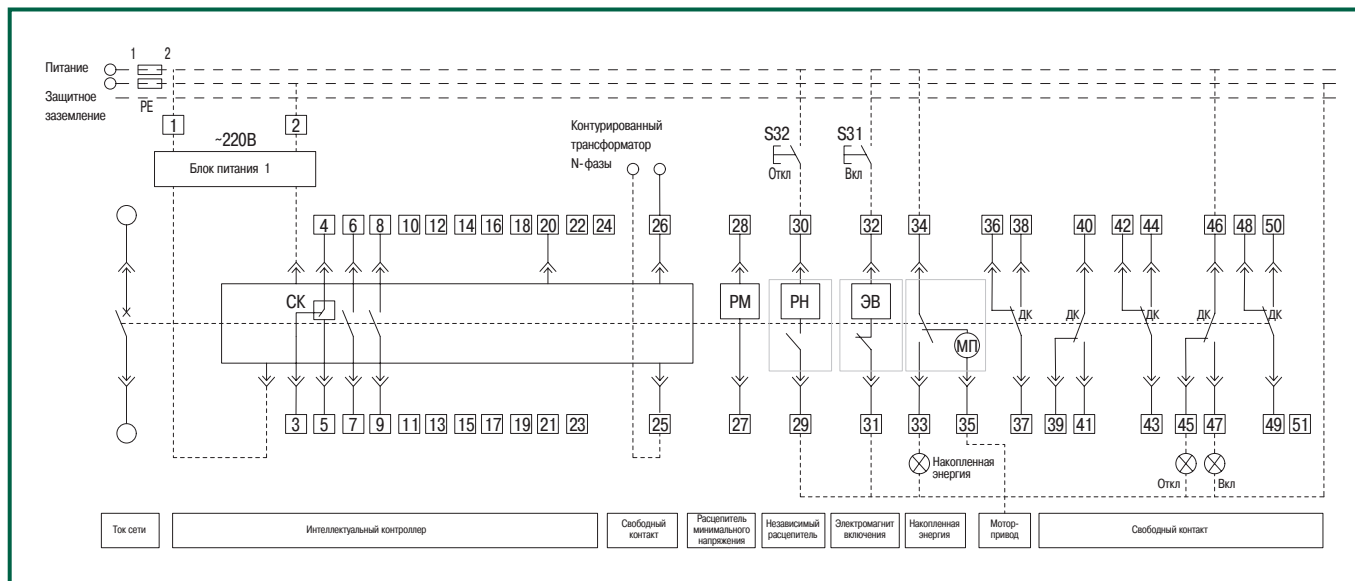 Питание
1 2
Защитное
заземление
PE
1
2
~220В
Блок питания 1
Контурированный
трансформатор
N-фазы
S32
Откл
S31
Вкл
4 6 8 10 12 14 16 18 20 22 24 26 28 30 32 34 36 38 40 42 44 46 48 50
СК
РМ
РН
ЭВ
МП
ДК
ДК
ДК
ДК
ДК
3 5 7 9 11 13 15 17 19 21 23 25 27 29 31 33 35 37 39 41 43 45 47 49 51
Накопленная
энергия
Откл
Вкл
Ток сети
Интеллектуальный контроллер
Свободный
контакт
Расцепитель
минимального
напряжения
Независимый
расцепитель
Электромагнит
включения
Накопленная
энергия
Мотор-
привод
Свободный контакт